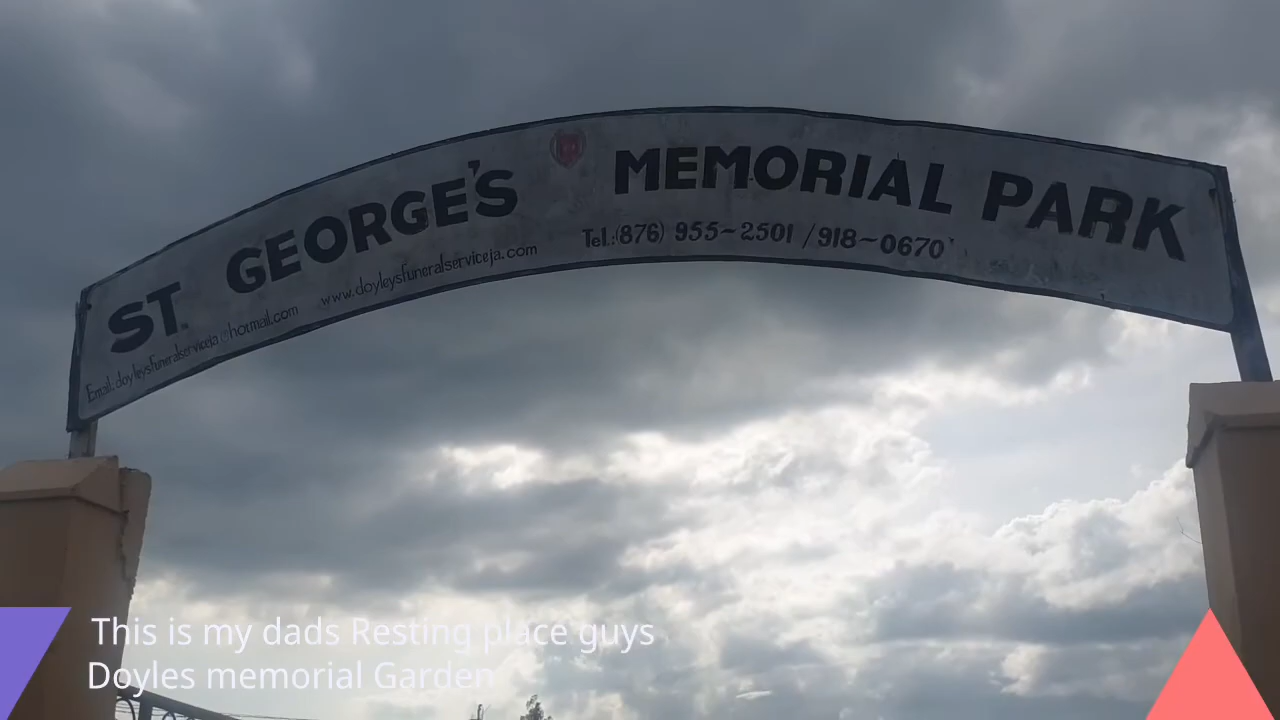 ST. GEORGE'S MEMORIAL PARK
Email: doyleysfuneralserviceja@hotmail.com www.doyleysfuneralserviceja.com Tel.:(876) 955-2501 / 918-0670
This is my dads Resting place guys
Doyles memorial Garden